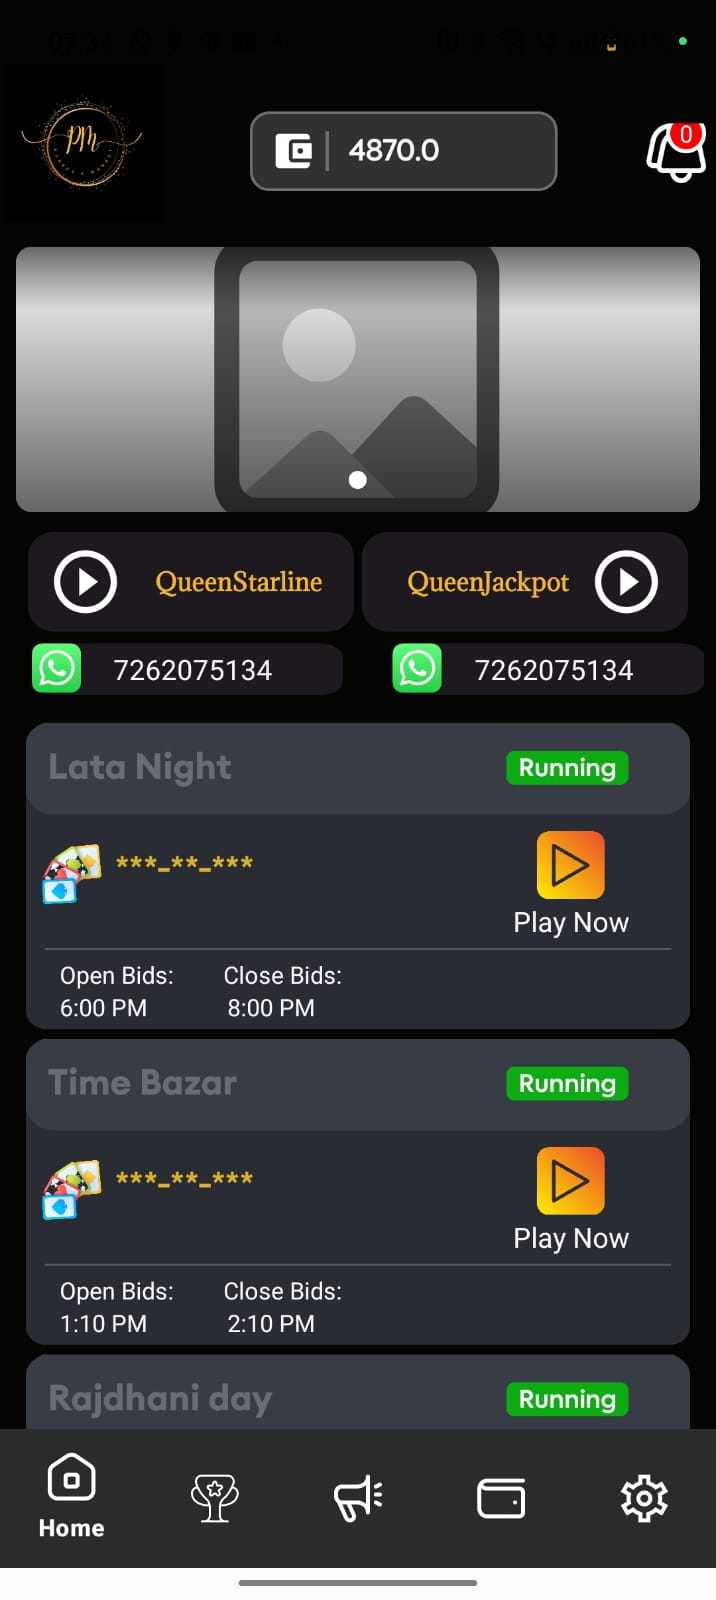 07:34
PM
4870.0
0
QueenStarline
QueenJackpot
7262075134
7262075134
Lata Night
Running
***_**_***
Play Now
Open Bids:
Close Bids:
6:00 PM
8:00 PM
Time Bazar
Running
***_**_***
Play Now
Open Bids:
Close Bids:
1:10 PM
2:10 PM
Rajdhani day
Running
Home